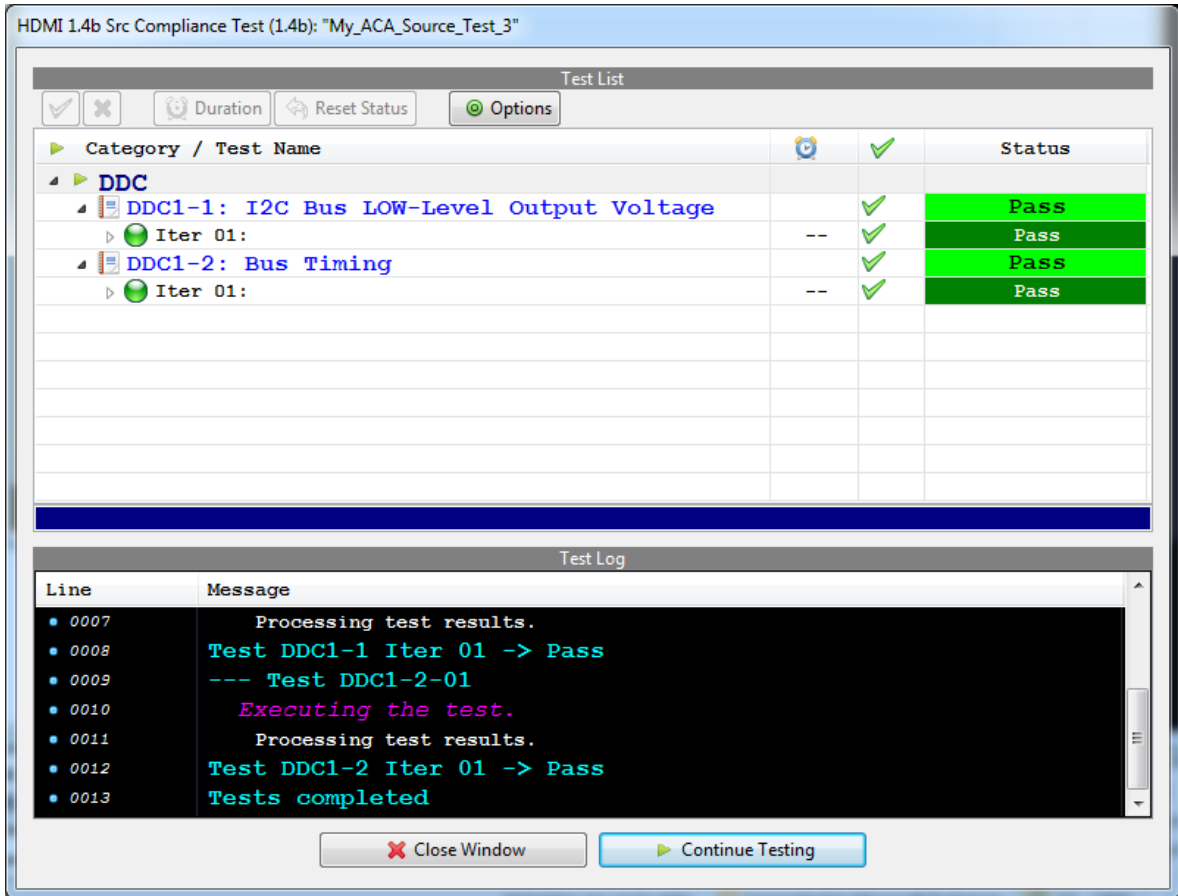 HDMI 1.4b Src Compliance Test (1.4b): "My_ACA_Source_Test_3"
Test List
Duration Reset Status Options
Category / Test Name Status
DDC
DDC1-1: I2C Bus LOW-Level Output Voltage Pass
Iter 01: -- Pass
DDC1-2: Bus Timing Pass
Iter 01: -- Pass
Test Log
Line Message
0007 Processing test results.
0008 Test DDC1-1 Iter 01 -> Pass
0009 --- Test DDC1-2-01
0010 Executing the test.
0011 Processing test results.
0012 Test DDC1-2 Iter 01 -> Pass
0013 Tests completed
Close Window Continue Testing